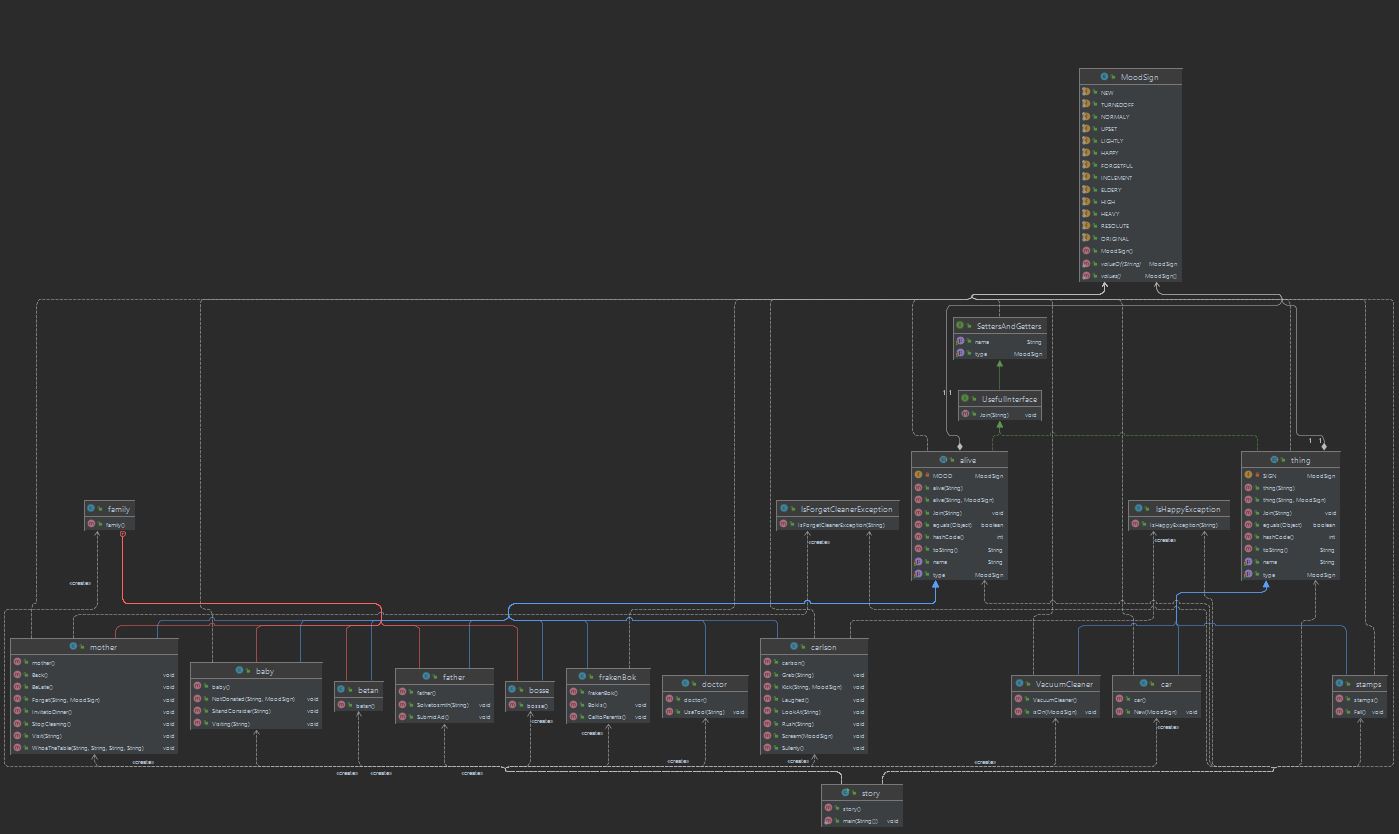 MoodSign
NEW
TURNEDOFF
NORMALY
UPSET
LIGHTLY
HAPPY
FORGETFUL
INCLEMENT
ELDERY
HIGH
HEAVY
RESOLUTE
ORIGINAL
MoodSign()
valueOf(String) MoodSign
values() MoodSign[]
SettersAndGetters
name String
type MoodSign
1 1
UsefulInterface
Join(String) void
1 1
alive
MOOD MoodSign
alive(String)
alive(String, MoodSign)
Join(String) void
equals(Object) boolean
hashCode() int
toString() String
name String
type MoodSign
thing
SIGN MoodSign
thing(String)
thing(String, MoodSign)
Join(String) void
equals(Object) boolean
hashCode() int
toString() String
name String
type MoodSign
family
family()
IsForgetCleanerException
IsForgetCleanerException(String)
«create»
IsHappyException
IsHappyException(String)
«create»
«create»
mother
mother()
Back() void
BeLate() void
Forget(String, MoodSign) void
InvitetoDinner() void
StopCleaning() void
Visit(String) void
WhoseTheTable(String, String, String, String) void
baby
baby()
NotDonated(String, MoodSign) void
SitandConsider(String) void
Visiting(String) void
betan
betan()
father
father()
Solvetosmth(String) void
SubmidAd() void
bosse
bosse()
«create»
frakenBok
frakenBok()
Bokis() void
CalltoParents() void
«create»
doctor
doctor()
UseTool(String) void
carlson
carlson()
Grab(String) void
Kick(String, MoodSign) void
Laughed() void
LookAt(String) void
Rush(String) void
Scream(MoodSign) void
Sullenly() void
VacuumCleaner
VacuumCleaner()
isOn(MoodSign) void
car
car()
New(MoodSign) void
«create»
stamps
stamps()
Fall() void
«create»
«create»
«create»
«create»
«create»
«create»
«create»
story
story()
main(String[]) void